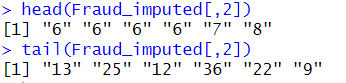 > head(Fraud_imputed[,2])
[1] "6" "6" "6" "6" "7" "8"
> tail(Fraud_imputed[,2])
[1] "13" "25" "12" "36" "22" "9"